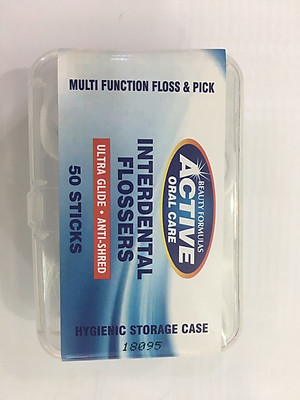 MULTI FUNCTION FLOSS & PICK
BEAUTY FORMULAS
ACTIVE
ORAL CARE
INTERDENTAL
FLOSSERS
ULTRA GLIDE • ANTI-SHRED
50 STICKS
HYGIENIC STORAGE CASE
18095